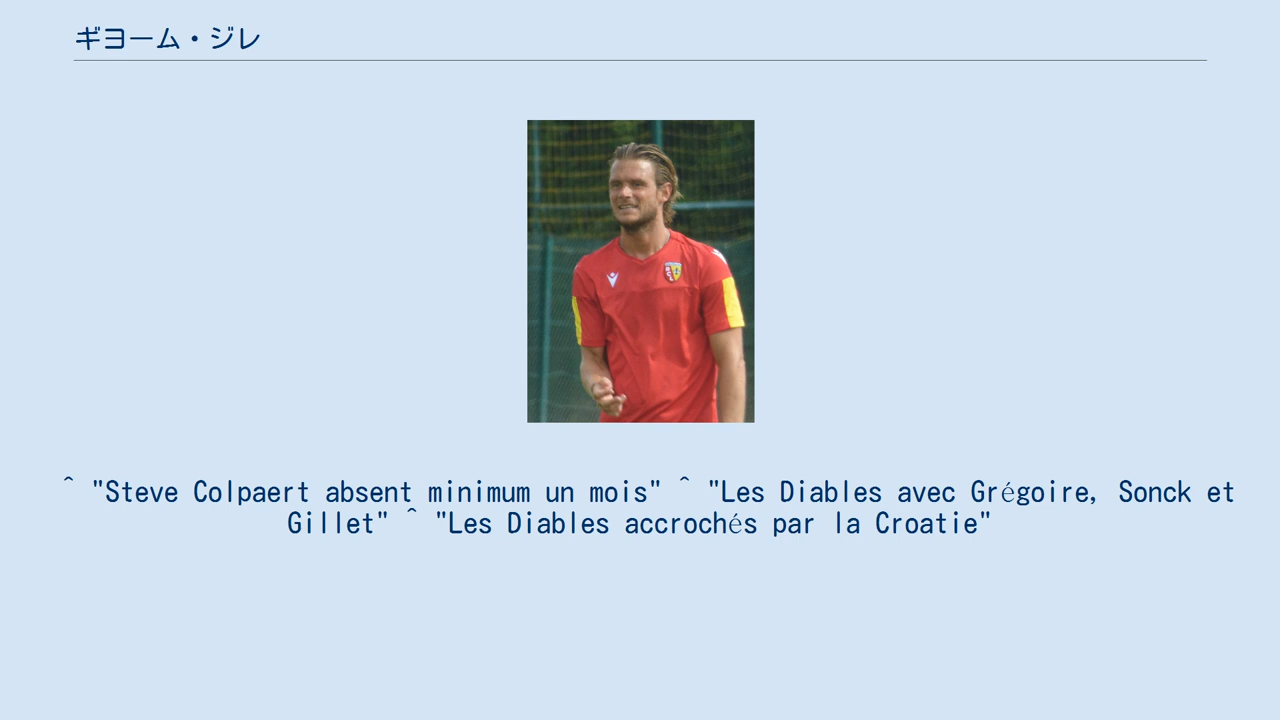 ギヨーム・ジレ
^ "Steve Colpaert absent minimum un mois" ^ "Les Diables avec Grégoire, Sonck et
Gillet" ^ "Les Diables accrochés par la Croatie"